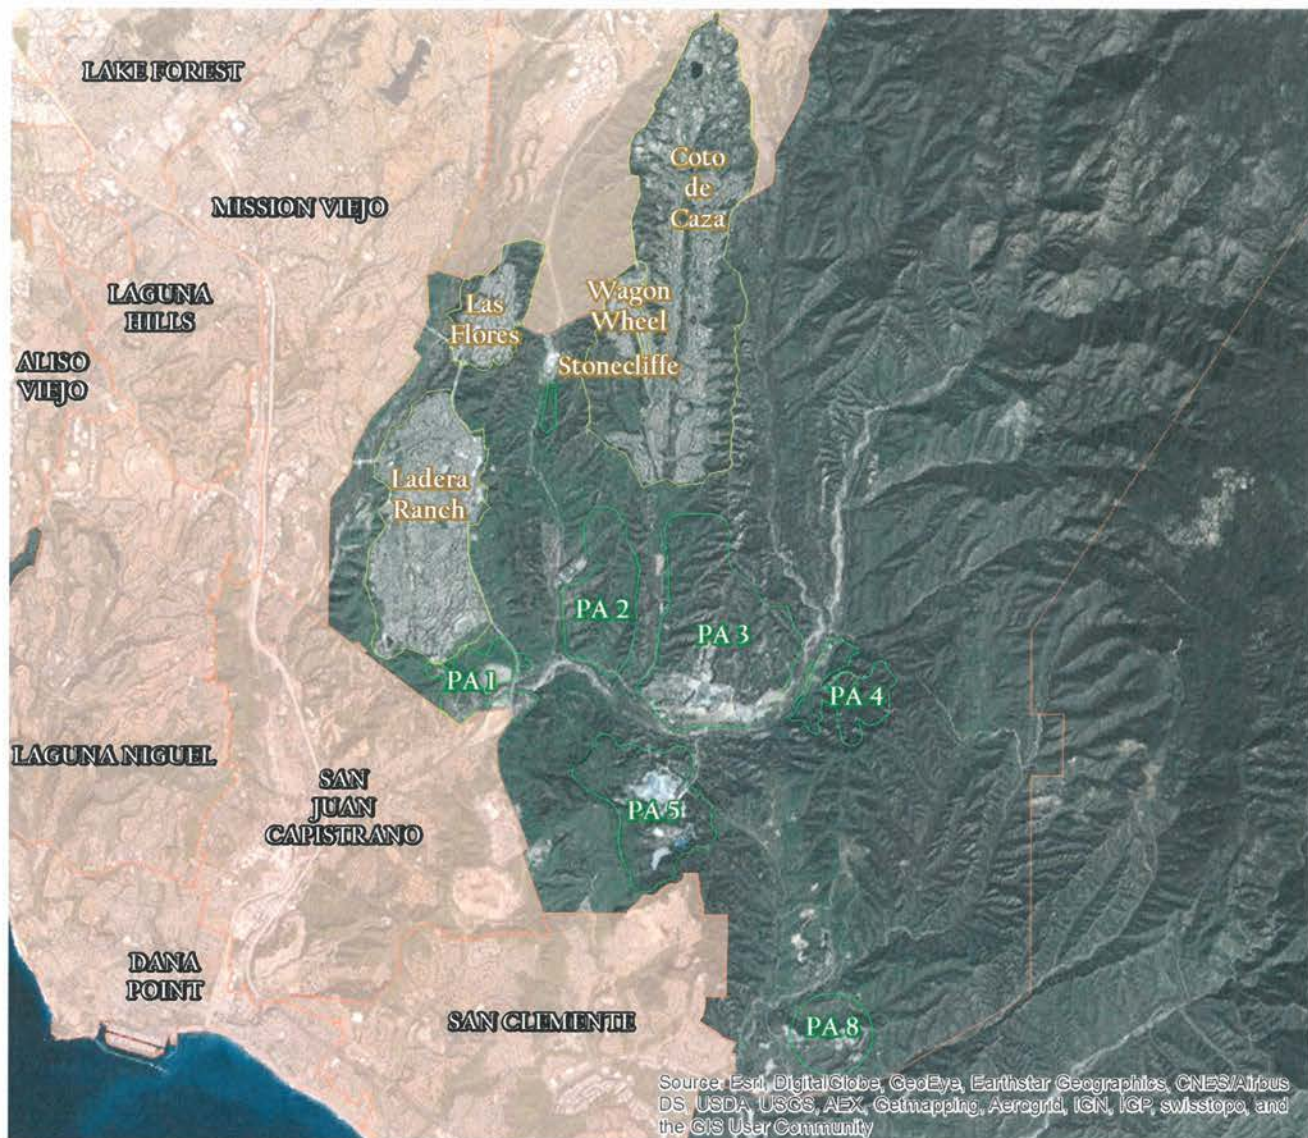 LAKE FOREST
MISSION VIEJO
Coto
de
Caza
LAGUNA
HILLS
Las
Flores
Wagon
Wheel
ALISO
VIEJO
Stonecliffe
Ladera
Ranch
PA 2
PA 3
PA 1
PA 4
LAGUNA NIGUEL
SAN
JUAN
CAPISTRANO
PA 5
DANA
POINT
SAN CLEMENTE
PA 8
Source: Esri, DigitalGlobe, GeoEye, Earthstar Geographics, CNES/Airbus
DS, USDA, USGS, AEX, Getmapping, Aerogrid, IGN, IGP, swisstopo, and
the GIS User Community